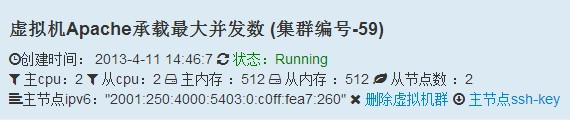 虚拟机Apache承载最大并发数 (集群编号-59)
创建时间： 2013-4-11 14:46:7 状态：Running
主cpu：2 从cpu：2 主内存：512 从内存：512 从节点数：2
主节点ipv6："2001:250:4000:5403:0:c0ff:fea7:260" 删除虚拟机群 主节点ssh-key